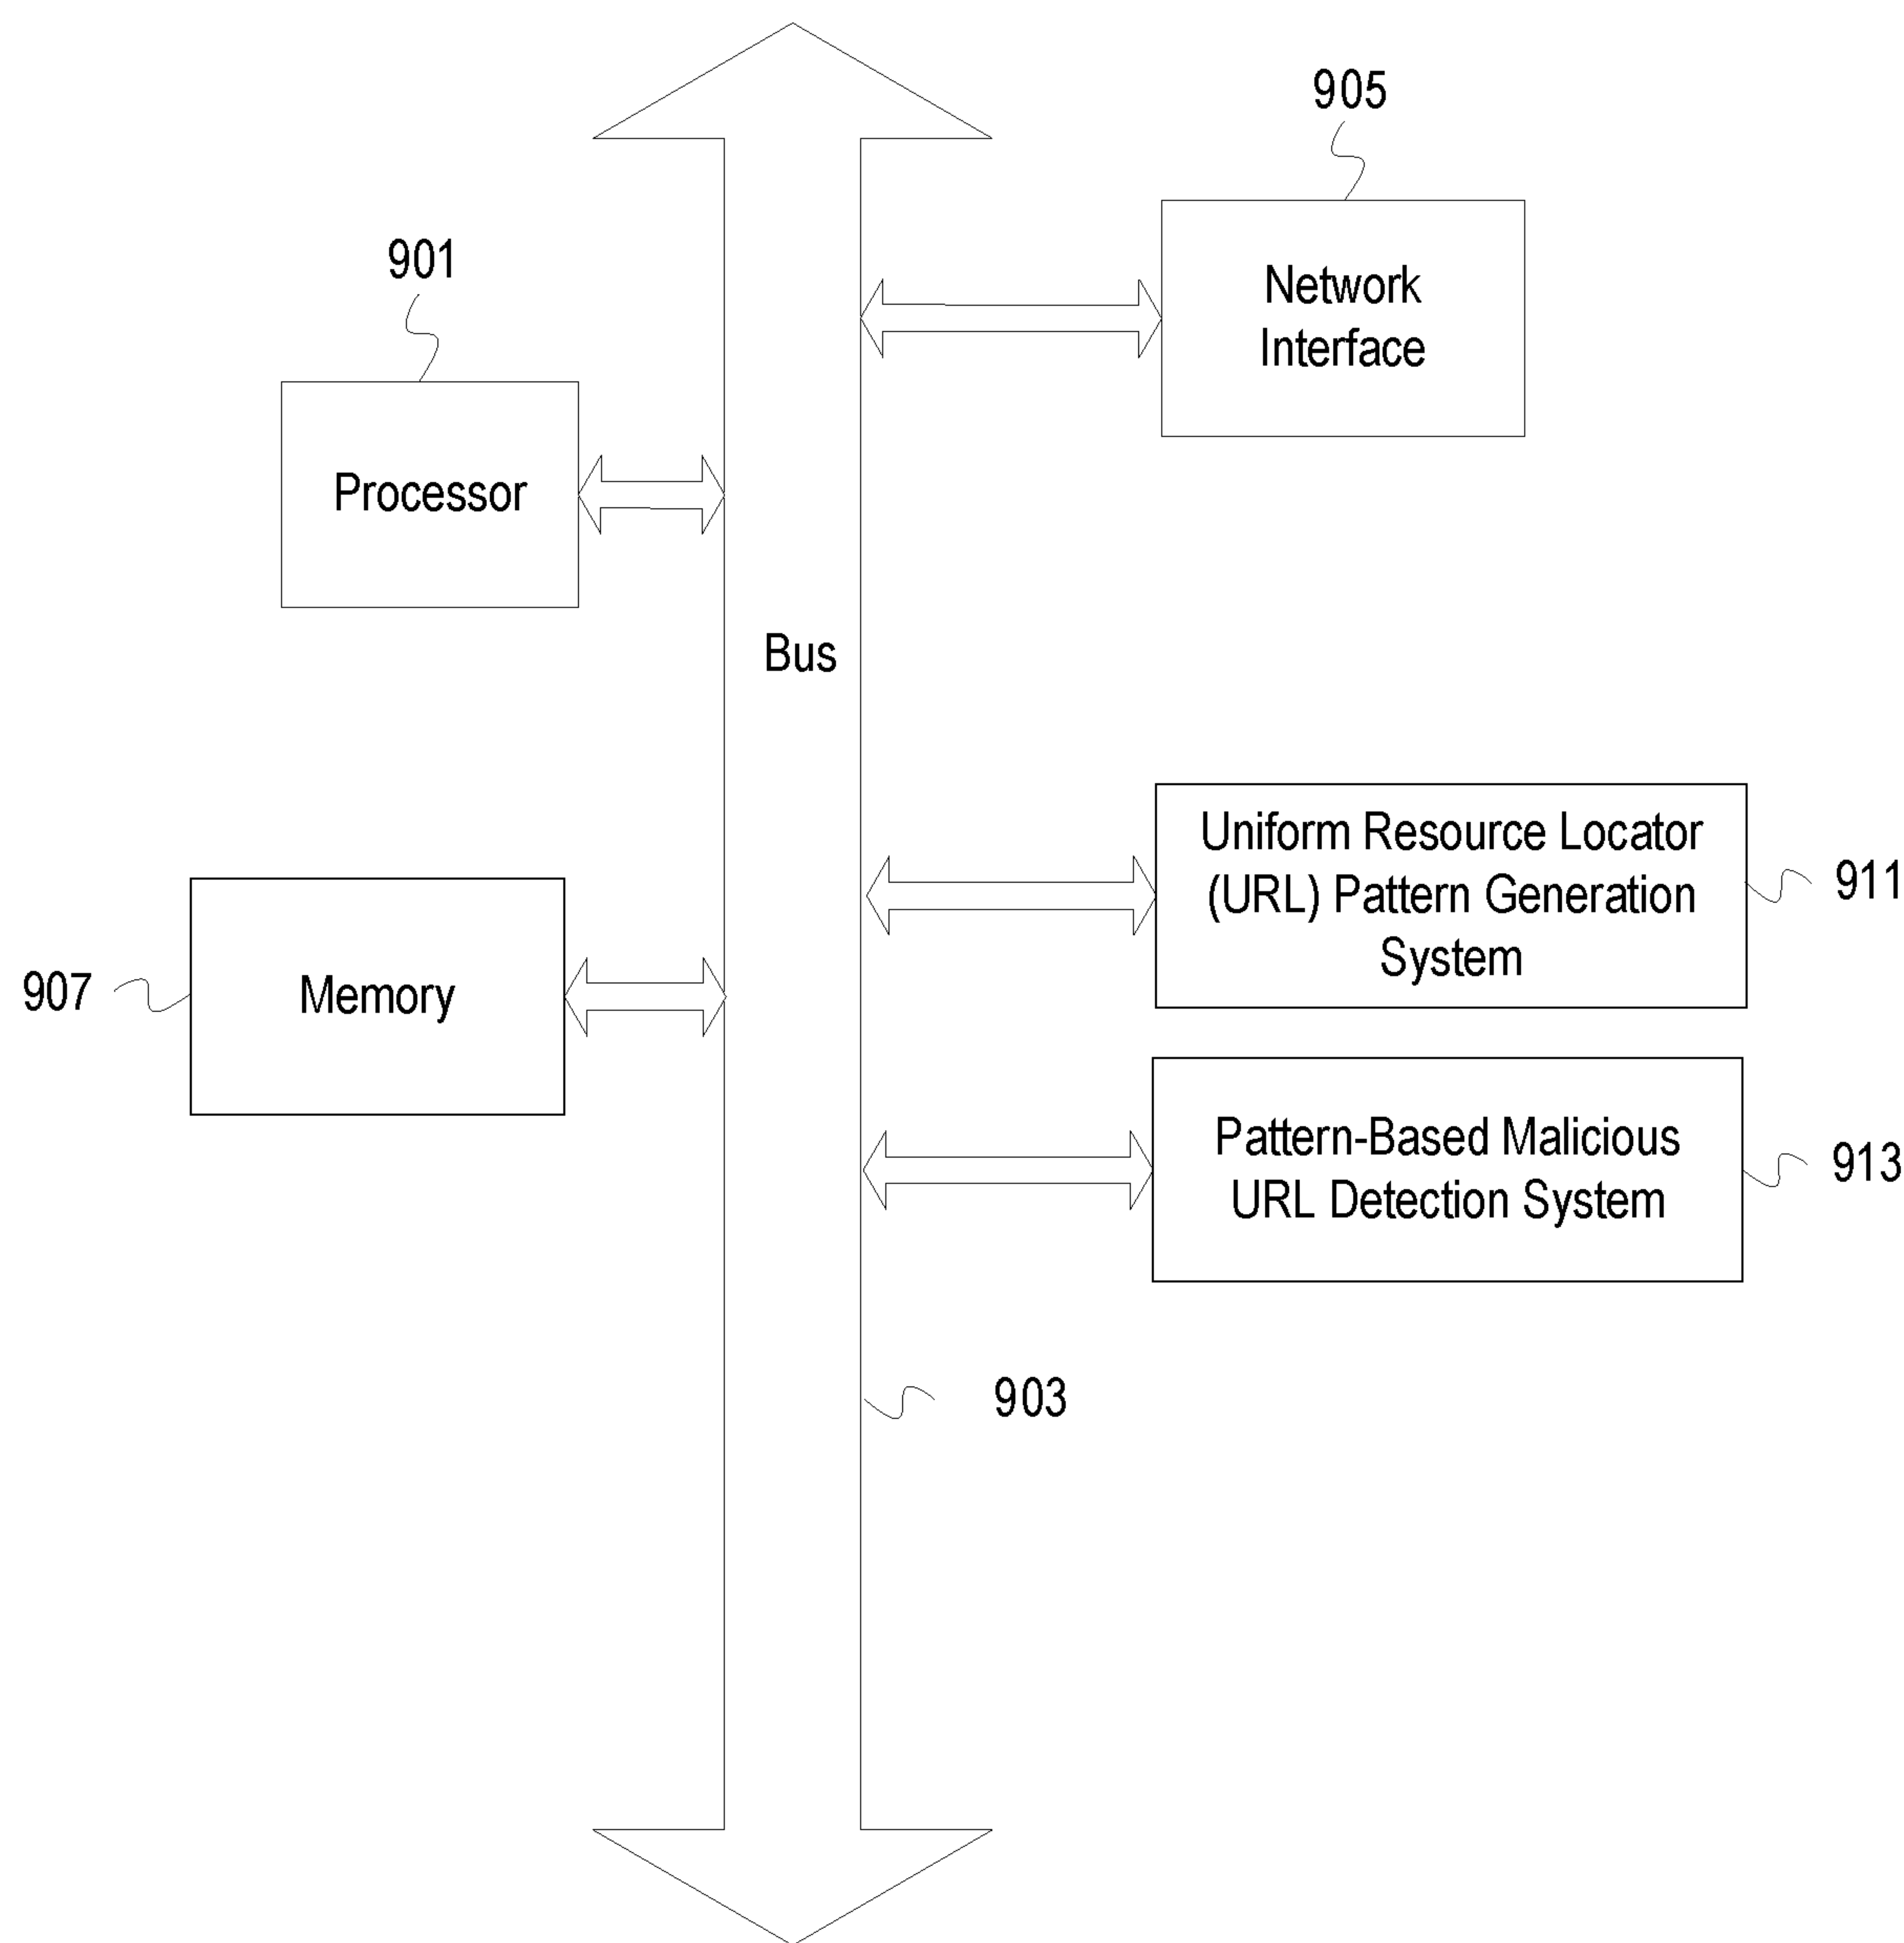 905
Network
Interface
901
Processor
Bus
Uniform Resource Locator
(URL) Pattern Generation
System
911
907
Memory
Pattern-Based Malicious
URL Detection System
913
903